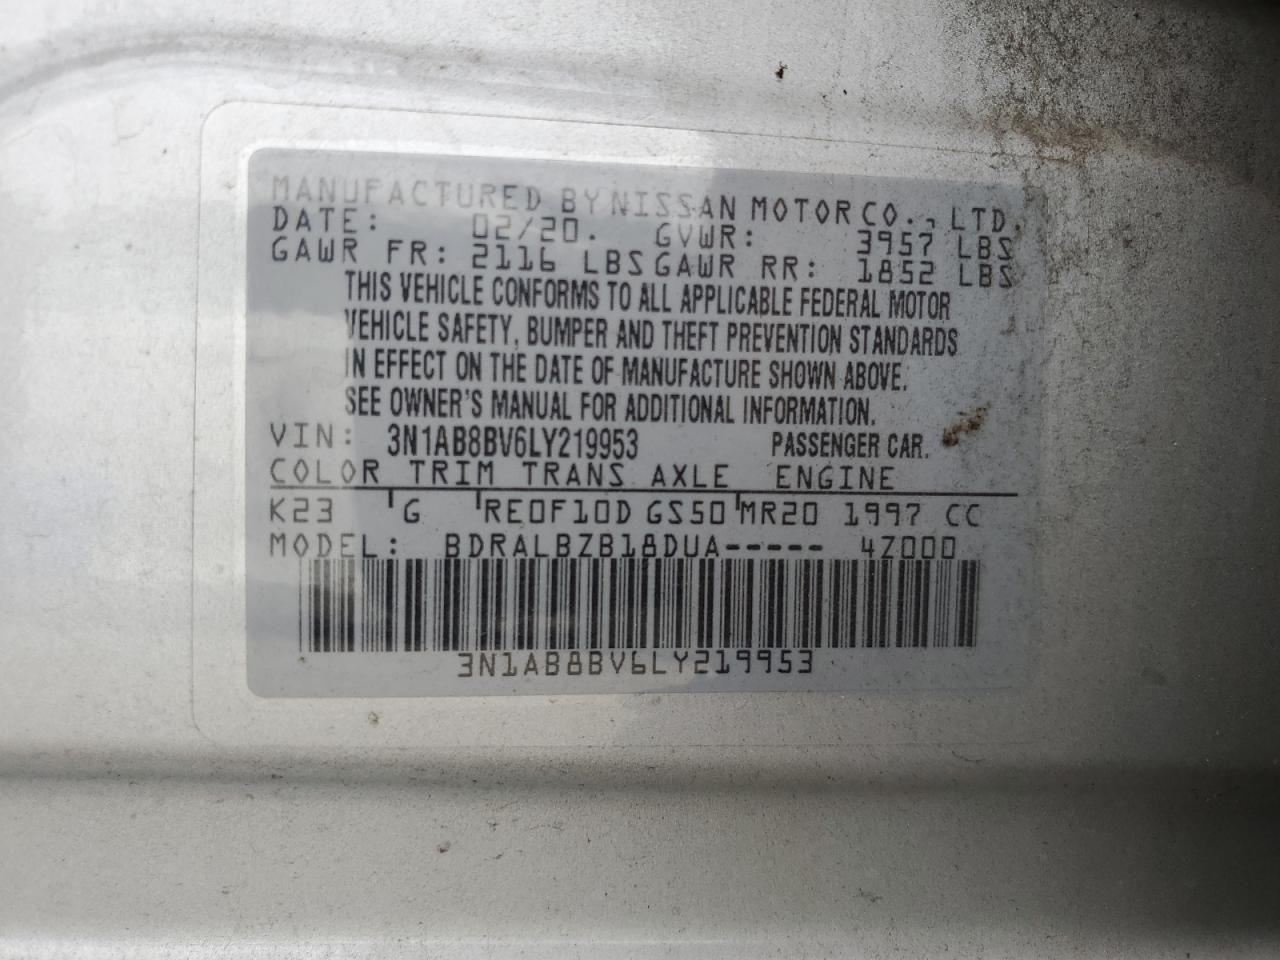 MANUFACTURED BY NISSAN MOTOR CO., LTD.
DATE: 02/20. GVWR: 3957 LBS
GAWR FR: 2116 LBS GAWR RR: 1852 LBS
THIS VEHICLE CONFORMS TO ALL APPLICABLE FEDERAL MOTOR
VEHICLE SAFETY, BUMPER AND THEFT PREVENTION STANDARDS
IN EFFECT ON THE DATE OF MANUFACTURE SHOWN ABOVE.
SEE OWNER'S MANUAL FOR ADDITIONAL INFORMATION.
VIN: 3N1AB8BV6LY219953 PASSENGER CAR.
COLOR TRIM TRANS AXLE ENGINE
K23 G RE0F10D GS50 MR20 1997 CC
MODEL: BDRALBZB18DUA----- 4Z000
3N1AB8BV6LY219953